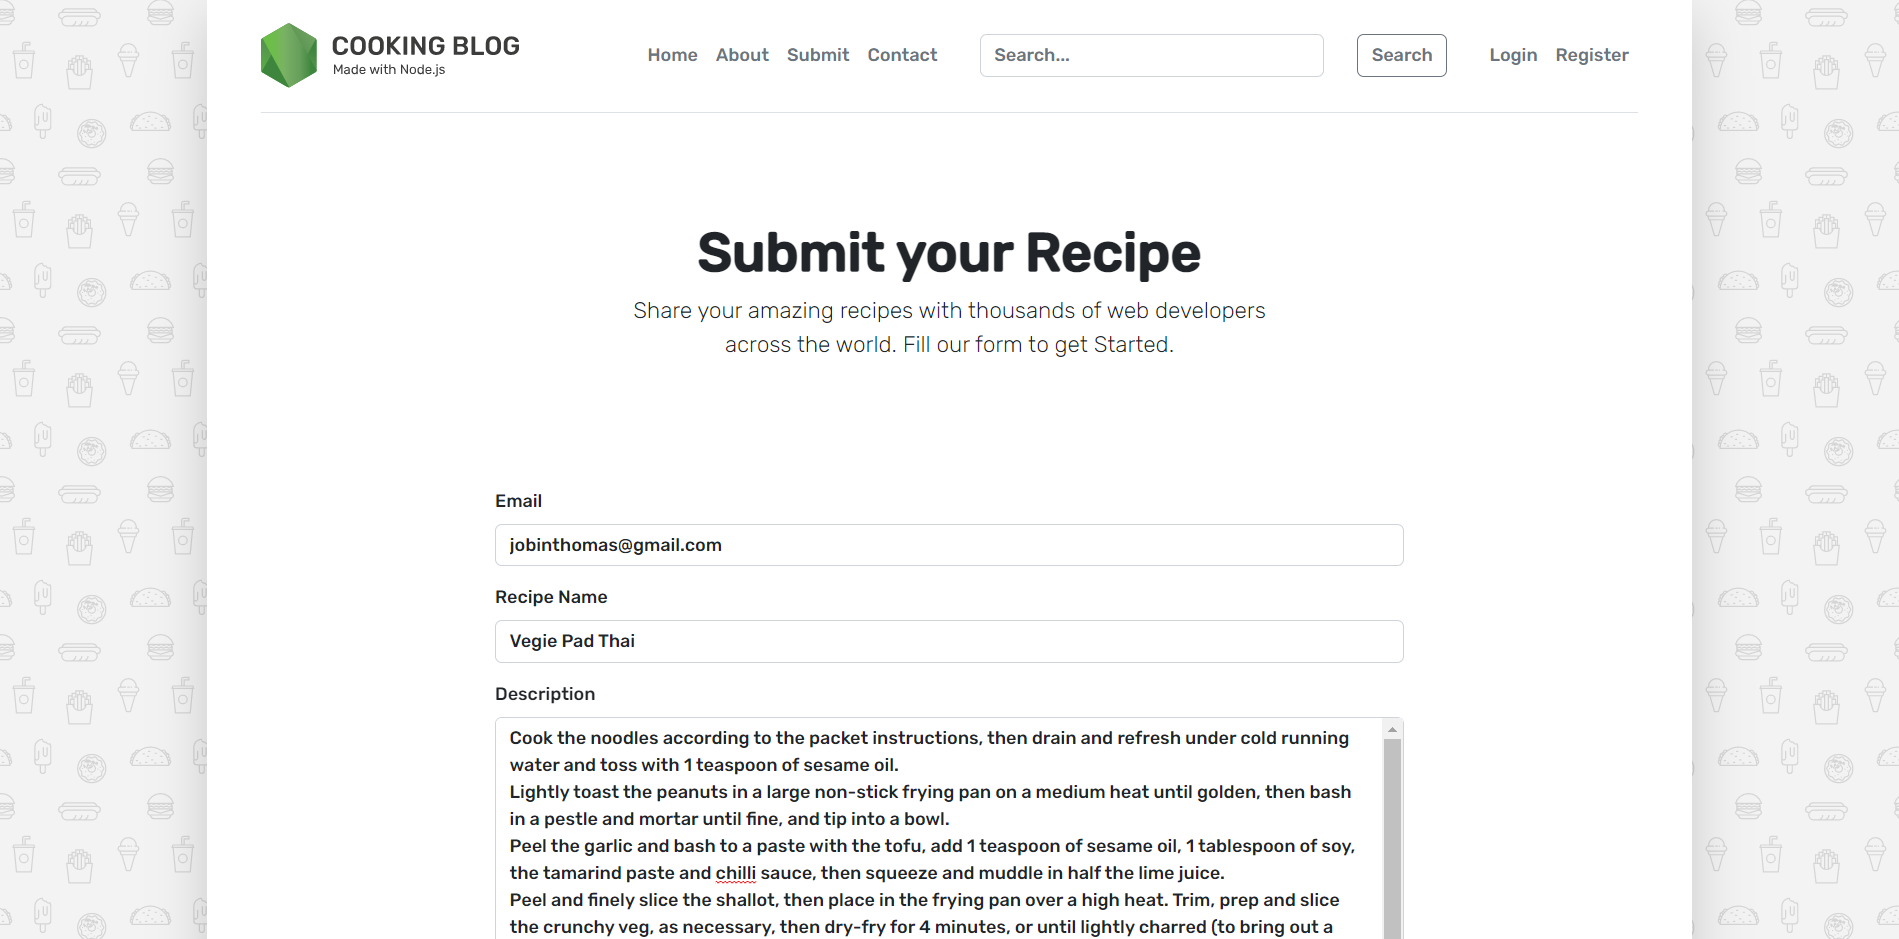 COOKING BLOG
Made with Node.js
Home About Submit Contact Search... Search Login Register
Submit your Recipe
Share your amazing recipes with thousands of web developers
across the world. Fill our form to get Started.
Email
jobinthomas@gmail.com
Recipe Name
Vegie Pad Thai
Description
Cook the noodles according to the packet instructions, then drain and refresh under cold running
water and toss with 1 teaspoon of sesame oil.
Lightly toast the peanuts in a large non-stick frying pan on a medium heat until golden, then bash
in a pestle and mortar until fine, and tip into a bowl.
Peel the garlic and bash to a paste with the tofu, add 1 teaspoon of sesame oil, 1 tablespoon of soy,
the tamarind paste and chilli sauce, then squeeze and muddle in half the lime juice.
Peel and finely slice the shallot, then place in the frying pan over a high heat. Trim, prep and slice
the crunchy veg, as necessary, then dry-fry for 4 minutes, or until lightly charred (to bring out a